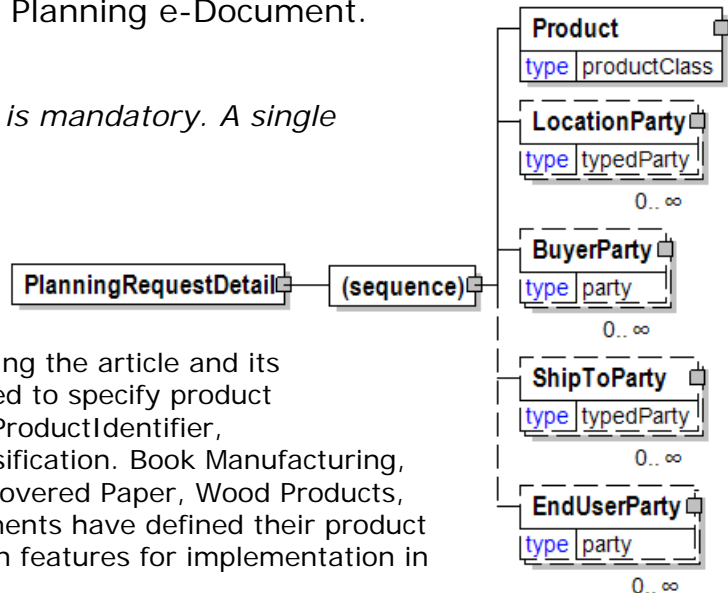 Planning e-Document.
is mandatory. A single
ing the article and its
ed to specify product
ProductIdentifier,
sification. Book Manufacturing,
overed Paper, Wood Products,
nents have defined their product
n features for implementation in
PlanningRequestDetail
(sequence)
Product
type productClass
LocationParty
type typedParty
0.. ∞
BuyerParty
type party
0.. ∞
ShipToParty
type typedParty
0.. ∞
EndUserParty
type party
0.. ∞